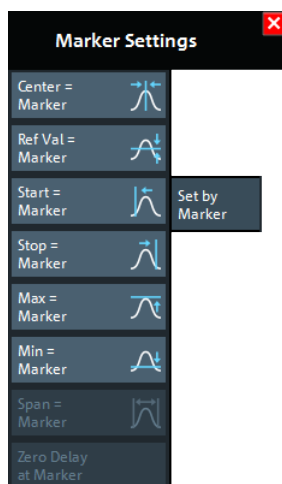 Marker Settings
Center =
Marker
Ref Val =
Marker
Start =
Marker
Set by
Marker
Stop =
Marker
Max =
Marker
Min =
Marker
Span =
Marker
Zero Delay
at Marker